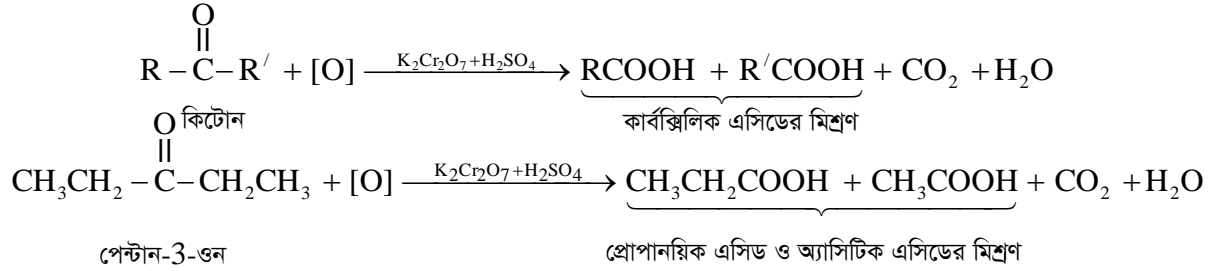 O
||
R – C – R′ + [O] —K₂Cr₂O₇+H₂SO₄→ RCOOH + R′COOH + CO₂ + H₂O
কিটোন কার্বক্সিলিক এসিডের মিশ্রণ
O
||
CH₃CH₂ – C – CH₂CH₃ + [O] —K₂Cr₂O₇+H₂SO₄→ CH₃CH₂COOH + CH₃COOH + CO₂ + H₂O
পেন্টান-3-ওন প্রোপানয়িক এসিড ও অ্যাসিটিক এসিডের মিশ্রণ